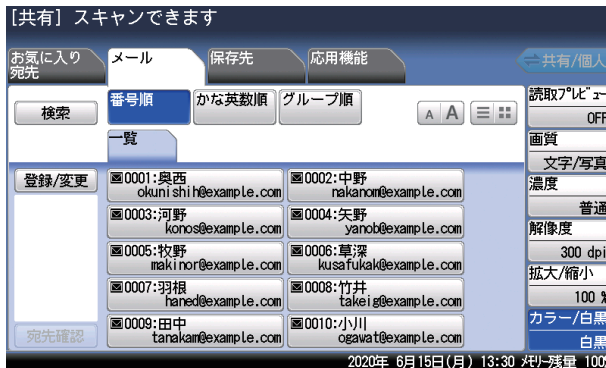 [共有] スキャンできます
お気に入り
宛先
メール
保存先
応用機能
共有/個人
検索
番号順
かな英数順
グループ順
A A
一覧
登録/変更
0001:奥西
okunishih@example.com
0002:中野
nakanom@example.com
0003:河野
konos@example.com
0004:矢野
yanob@example.com
0005:牧野
makinor@example.com
0006:草深
kusafukak@example.com
0007:羽根
haned@example.com
0008:竹井
takeig@example.com
0009:田中
tanakam@example.com
0010:小川
ogawat@example.com
宛先確認
読取プレビュー
OFF
画質
文字/写真
濃度
普通
解像度
300 dpi
拡大/縮小
100 %
カラー/白黒
白黒
2020年 6月15日(月) 13:30 メモリー残量 100